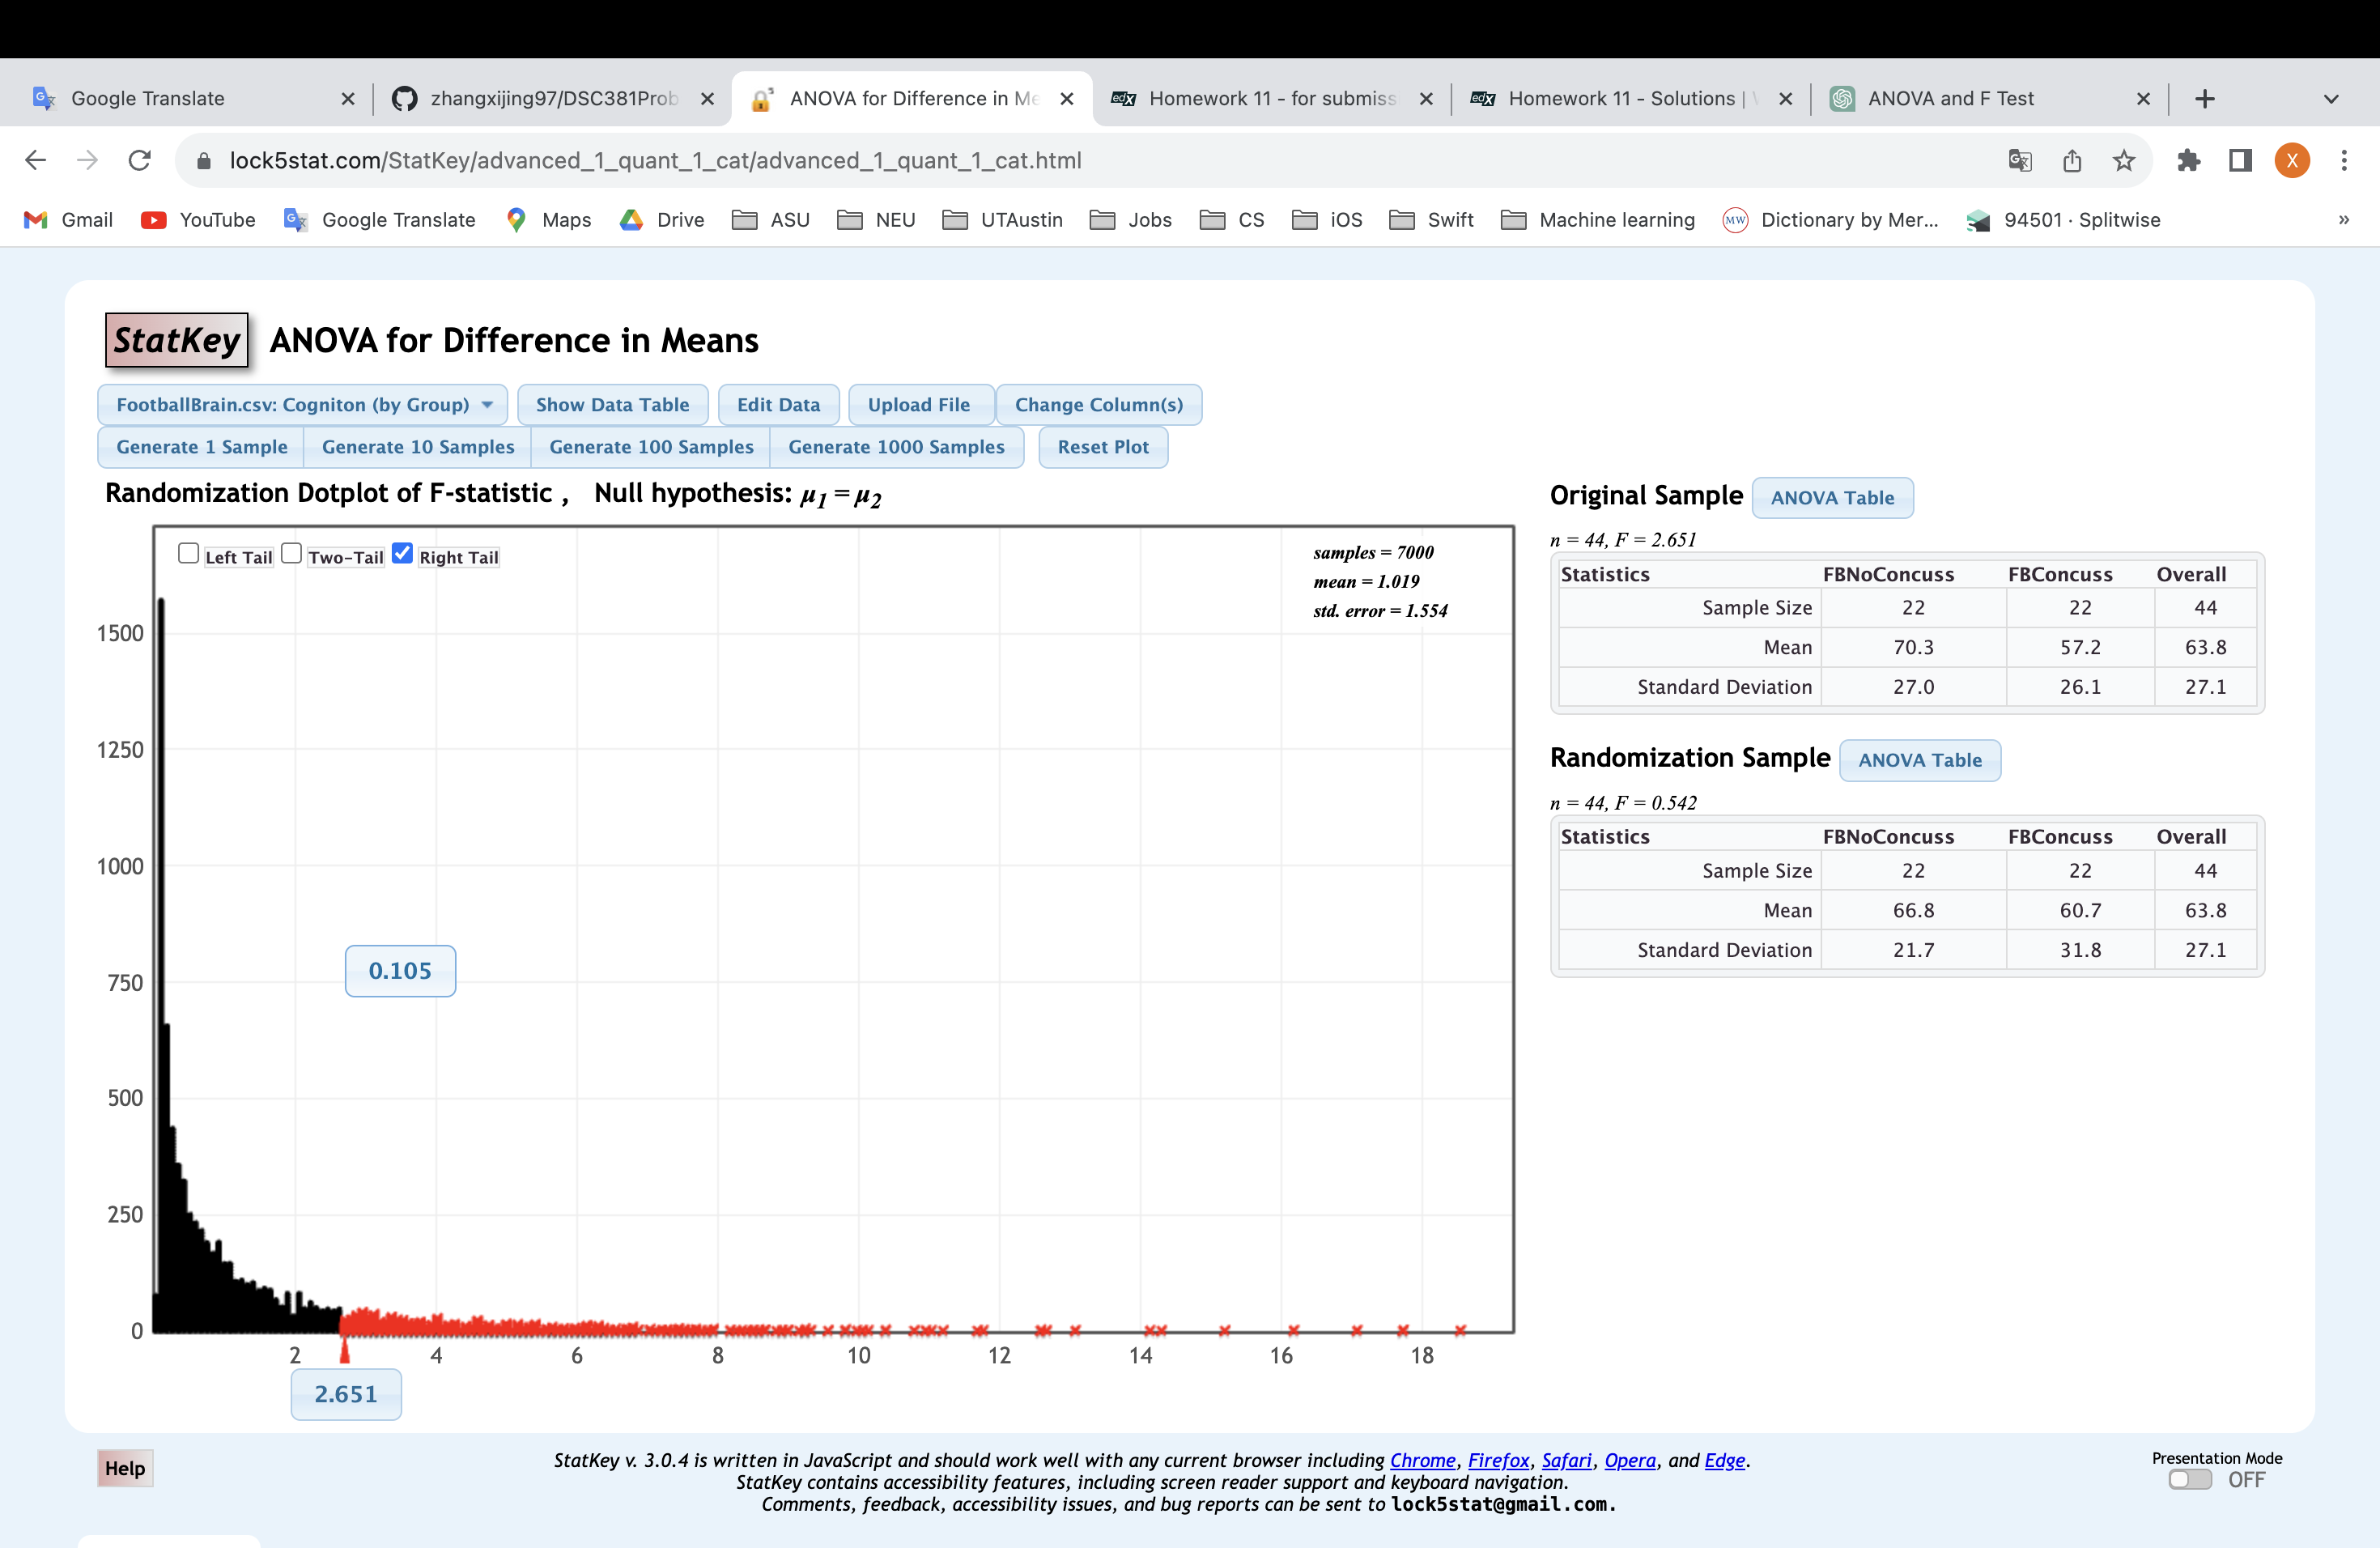 Google Translate
zhangxijing97/DSC381Prob
ANOVA for Difference in Me
edX Homework 11 - for submiss
edX Homework 11 - Solutions |
ANOVA and F Test
lock5stat.com/StatKey/advanced_1_quant_1_cat/advanced_1_quant_1_cat.html
X
Gmail
YouTube
Google Translate
Maps
Drive
ASU
NEU
UTAustin
Jobs
CS
iOS
Swift
Machine learning
MW Dictionary by Mer...
94501 · Splitwise
»
StatKey ANOVA for Difference in Means
FootballBrain.csv: Cogniton (by Group) Show Data Table Edit Data Upload File Change Column(s)
Generate 1 Sample Generate 10 Samples Generate 100 Samples Generate 1000 Samples Reset Plot
Randomization Dotplot of F-statistic , Null hypothesis: μ1 = μ2
Left Tail Two-Tail Right Tail
samples = 7000
mean = 1.019
std. error = 1.554
1500
1250
1000
750
500
250
0
0.105
2 4 6 8 10 12 14 16 18
2.651
Original Sample ANOVA Table
n = 44, F = 2.651
Statistics FBNoConcuss FBConcuss Overall
Sample Size 22 22 44
Mean 70.3 57.2 63.8
Standard Deviation 27.0 26.1 27.1
Randomization Sample ANOVA Table
n = 44, F = 0.542
Statistics FBNoConcuss FBConcuss Overall
Sample Size 22 22 44
Mean 66.8 60.7 63.8
Standard Deviation 21.7 31.8 27.1
Help
StatKey v. 3.0.4 is written in JavaScript and should work well with any current browser including Chrome, Firefox, Safari, Opera, and Edge.
StatKey contains accessibility features, including screen reader support and keyboard navigation.
Comments, feedback, accessibility issues, and bug reports can be sent to lock5stat@gmail.com.
Presentation Mode
OFF